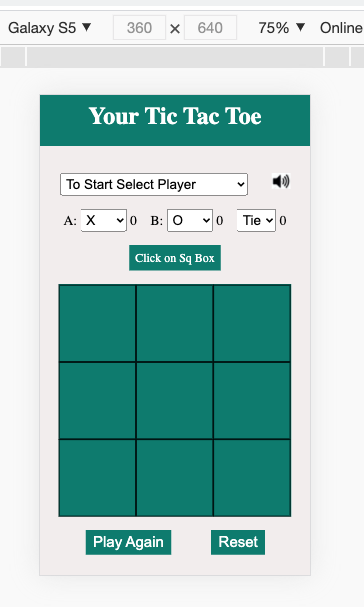 Galaxy S5 ▼ 360 × 640 75% ▼ Online
Your Tic Tac Toe
To Start Select Player
A: X 0 B: O 0 Tie 0
Click on Sq Box
Play Again Reset